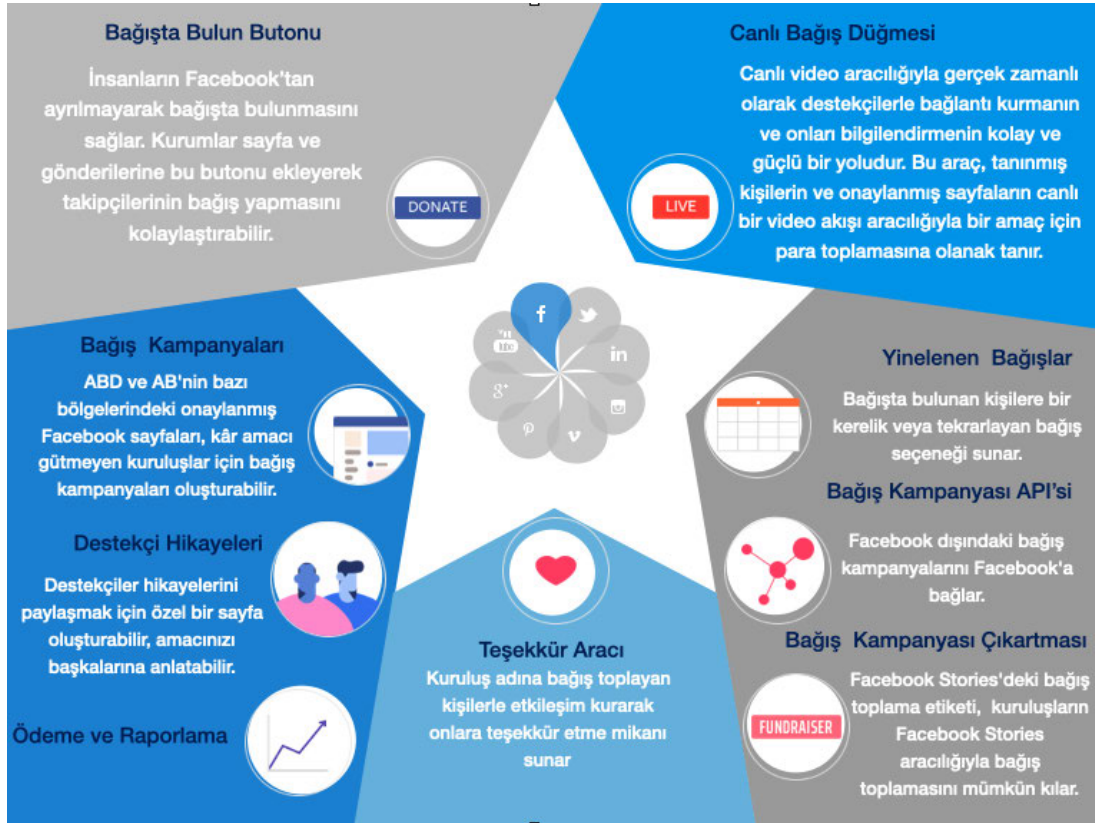 Bağışta Bulun Butonu
İnsanların Facebook'tan
ayrılmayarak bağışta bulunmasını
sağlar. Kurumlar sayfa ve
gönderilerine bu butonu ekleyerek
takipçilerinin bağış yapmasını
kolaylaştırabilir.
DONATE
Canlı Bağış Düğmesi
Canlı video aracılığıyla gerçek zamanlı
olarak destekçilerle bağlantı kurmanın
ve onları bilgilendirmenin kolay ve
güçlü bir yoludur. Bu araç, tanınmış
kişilerin ve onaylanmış sayfaların canlı
bir video akışı aracılığıyla bir amaç için
para toplamasına olanak tanır.
LIVE
Bağış Kampanyaları
ABD ve AB'nin bazı
bölgelerindeki onaylanmış
Facebook sayfaları, kâr amacı
gütmeyen kuruluşlar için bağış
kampanyaları oluşturabilir.
Destekçi Hikayeleri
Destekçiler hikayelerini
paylaşmak için özel bir sayfa
oluşturabilir, amacınızı
başkalarına anlatabilir.
Ödeme ve Raporlama
f
in
g+
Teşekkür Aracı
Kuruluş adına bağış toplayan
kişilerle etkileşim kurarak
onlara teşekkür etme mikanı
sunar
Yinelenen Bağışlar
Bağışta bulunan kişilere bir
kerelik veya tekrarlayan bağış
seçeneği sunar.
Bağış Kampanyası API'si
Facebook dışındaki bağış
kampanyalarını Facebook'a
bağlar.
Bağış Kampanyası Çıkartması
Facebook Stories'deki bağış
toplama etiketi, kuruluşların
Facebook Stories
aracılığıyla bağış
toplamasını mümkün kılar.
FUNDRAISER